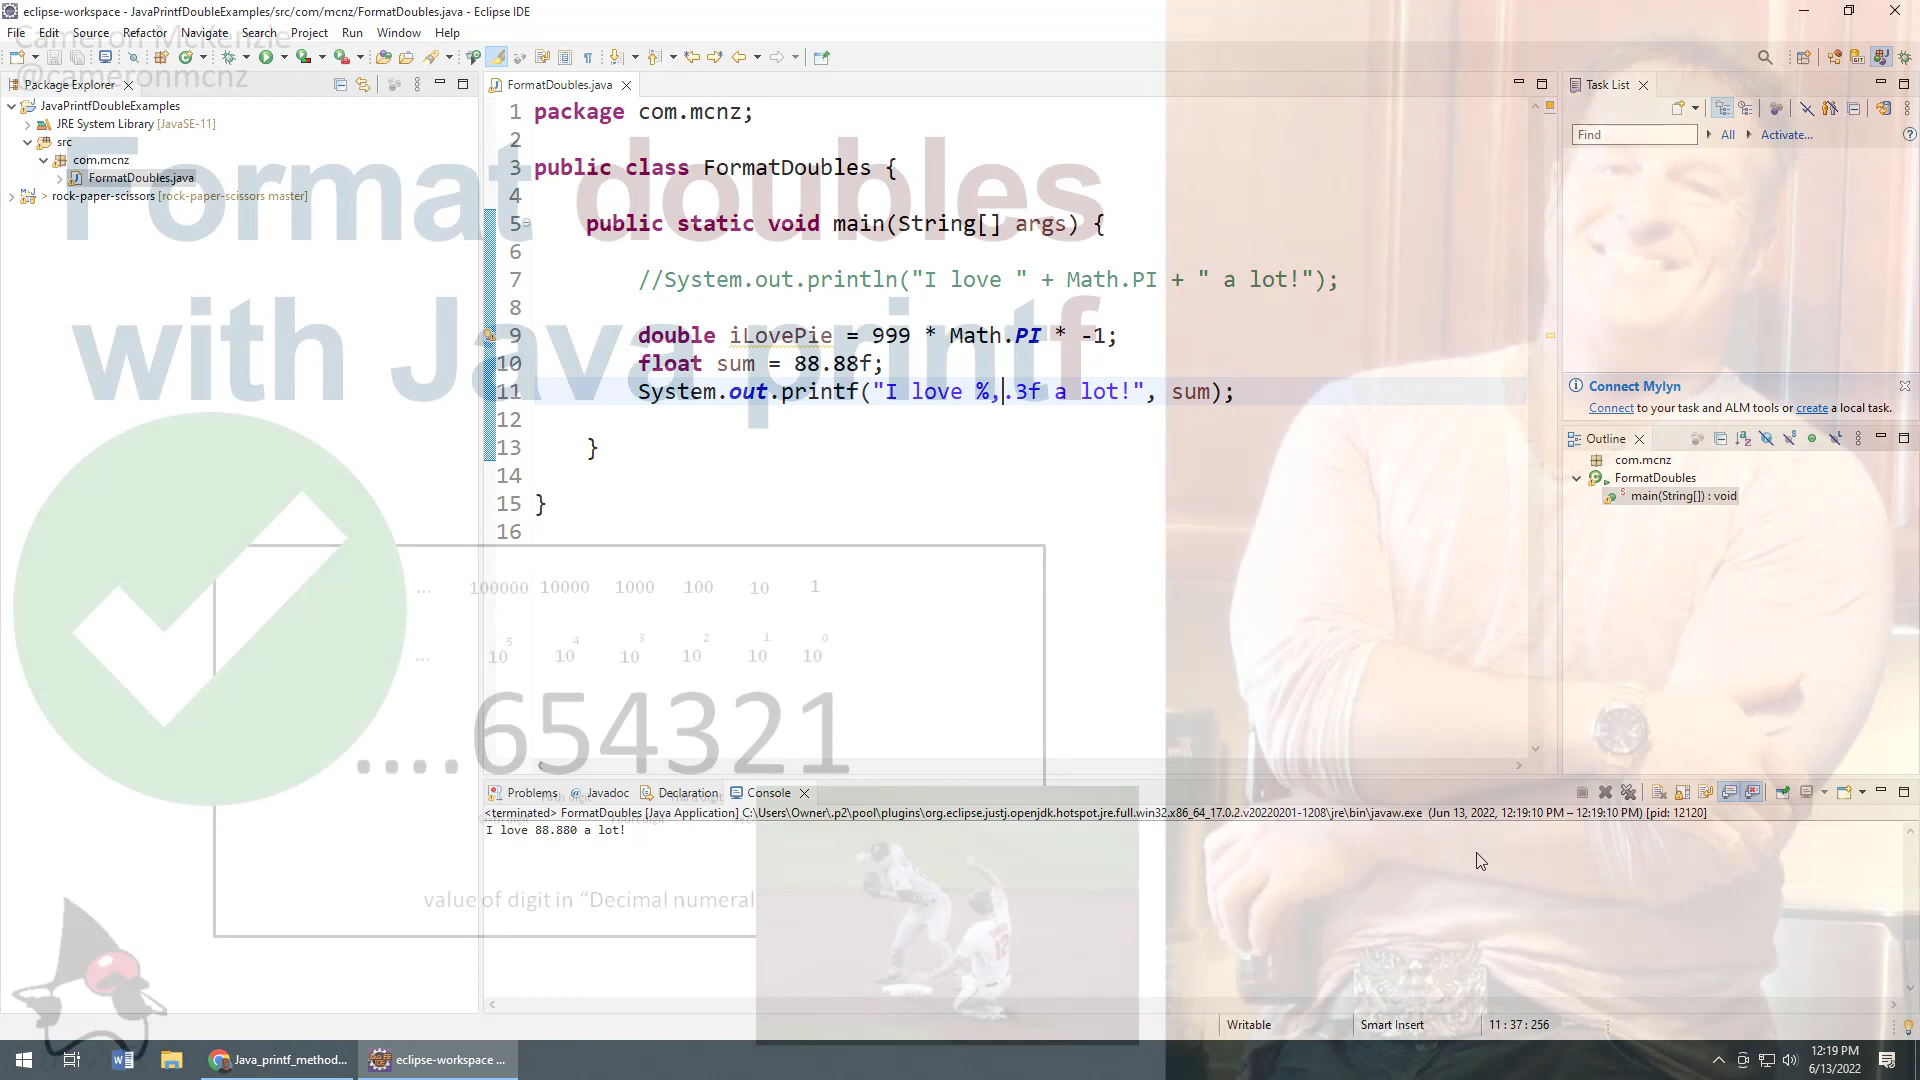 eclipse-workspace - JavaPrintfDoubleExamples/src/com/mcnz/FormatDoubles.java - Eclipse IDE
File Edit Source Refactor Navigate Search Project Run Window Help
Cameron McKenzie
@cameronmcnz
Package Explorer
JavaPrintfDoubleExamples
JRE System Library [JavaSE-11]
src
com.mcnz
FormatDoubles.java
> rock-paper-scissors [rock-paper-scissors master]
Format doubles
with Java printf
FormatDoubles.java
1 package com.mcnz;
2
3 public class FormatDoubles {
4
5 public static void main(String[] args) {
6
7 //System.out.println("I love " + Math.PI + " a lot!");
8
9 double iLovePie = 999 * Math.PI * -1;
10 float sum = 88.88f;
11 System.out.printf("I love %,.3f a lot!", sum);
12
13 }
14
15 }
16
... 100000 10000 1000 100 10 1
... 10⁵ 10⁴ 10³ 10² 10¹ 10⁰
....654321
value of digit in “Decimal numeral
Task List
Find All Activate...
Connect Mylyn
Connect to your task and ALM tools or create a local task.
Outline
com.mcnz
FormatDoubles
main(String[]) : void
Problems @ Javadoc Declaration Console
<terminated> FormatDoubles [Java Application] C:\Users\Owner\.p2\pool\plugins\org.eclipse.justj.openjdk.hotspot.jre.full.win32.x86_64_17.0.2.v20220201-1208\jre\bin\javaw.exe (Jun 13, 2022, 12:19:10 PM – 12:19:10 PM) [pid: 12120]
I love 88.880 a lot!
Writable Smart Insert 11 : 37 : 256
Java_printf_method... eclipse-workspace ...
12:19 PM
6/13/2022